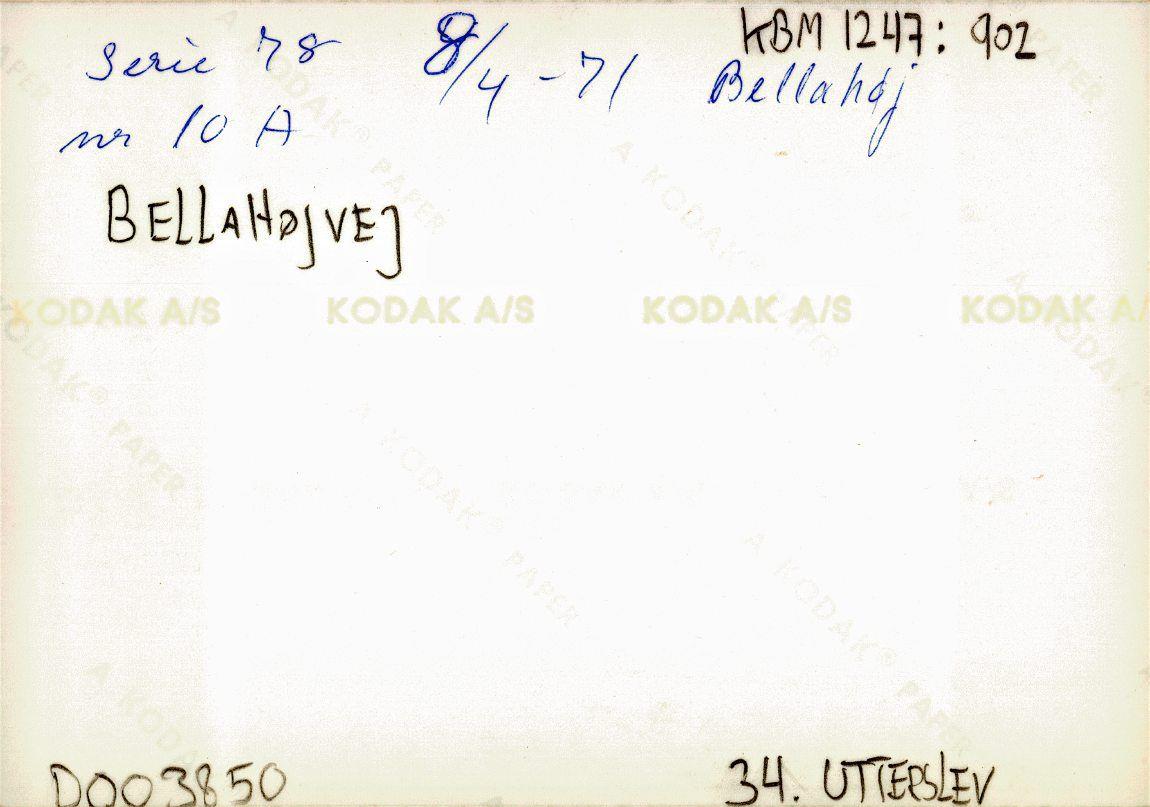 KBM 1247: 902
Serie 78 8/4 - 71 Bellahøj
nr 10 A
BELLAHØJVEJ
KODAK A/S KODAK A/S KODAK A/S KODAK A/S
A KODAK® PAPER
D003850
34. UTTERSLEV